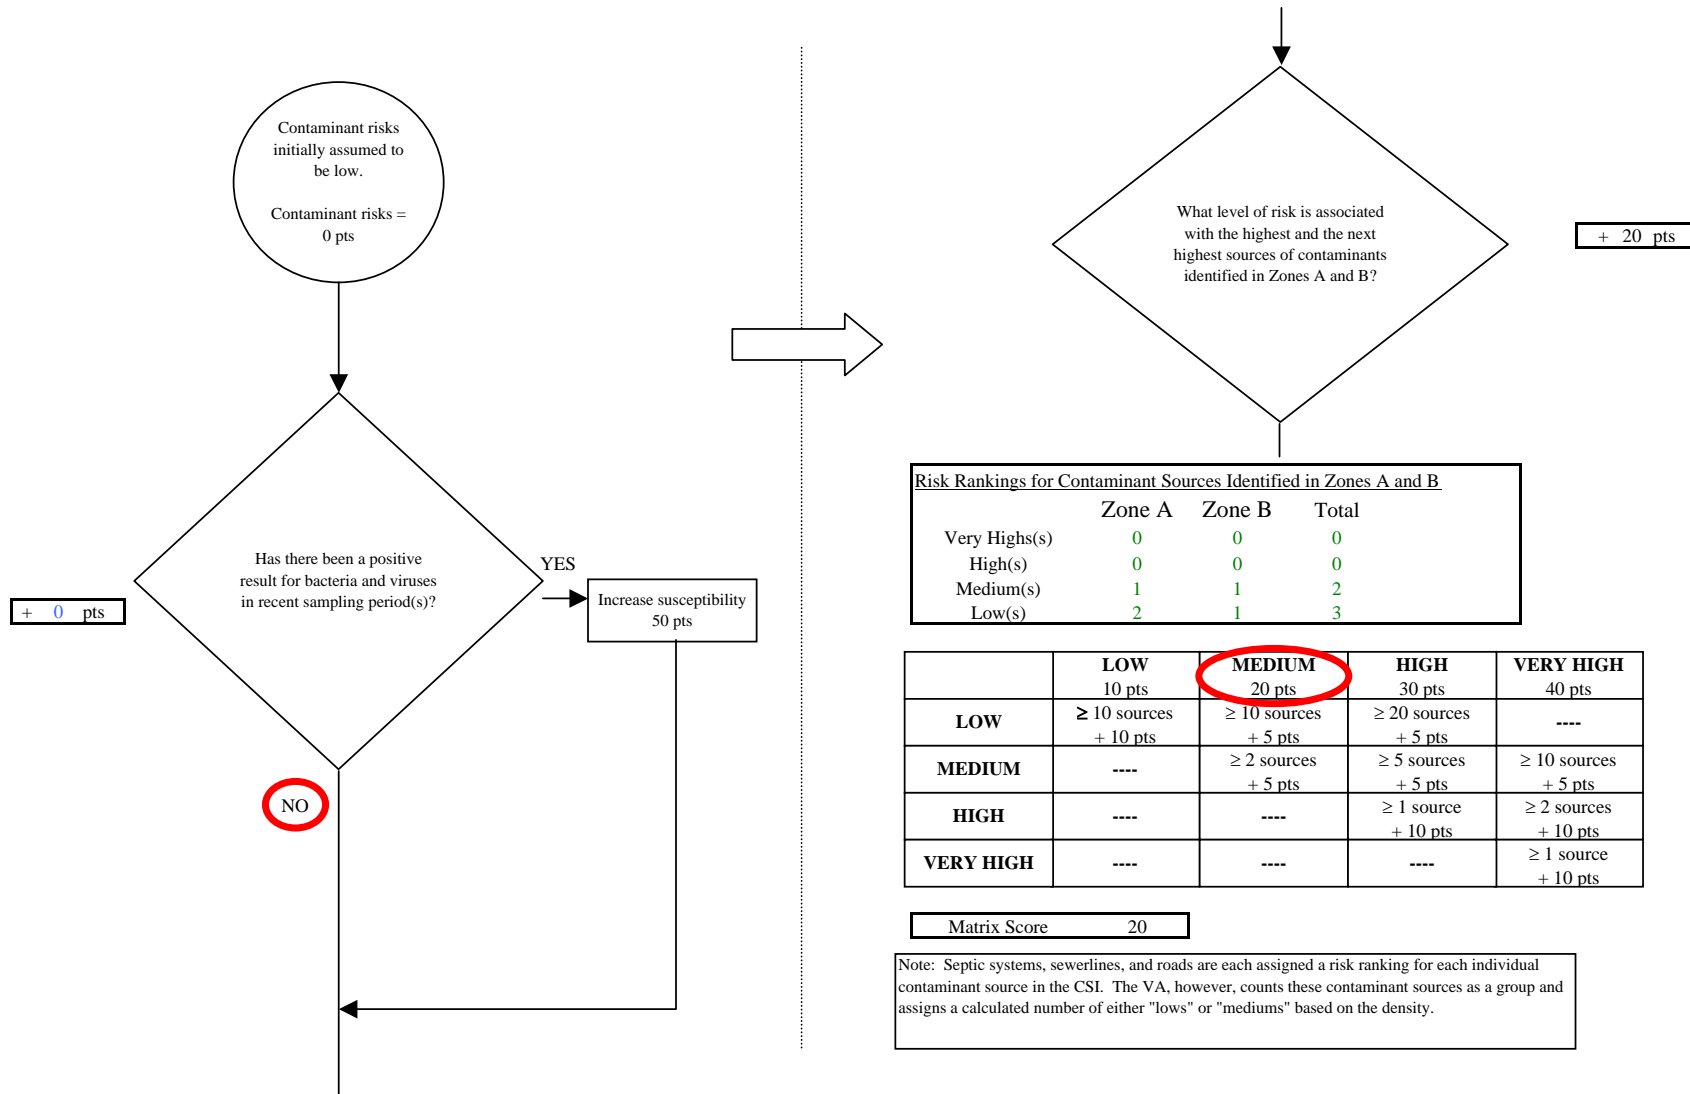 Contaminant risks
initially assumed to
be low.
Contaminant risks =
0 pts
Has there been a positive
result for bacteria and viruses
in recent sampling period(s)?
+ 0 pts
YES
Increase susceptibility
50 pts
NO
What level of risk is associated
with the highest and the next
highest sources of contaminants
identified in Zones A and B?
+ 20 pts
Risk Rankings for Contaminant Sources Identified in Zones A and B
Zone A Zone B Total
Very Highs(s) 0 0 0
High(s) 0 0 0
Medium(s) 1 1 2
Low(s) 2 1 3
LOW MEDIUM HIGH VERY HIGH
10 pts 20 pts 30 pts 40 pts
LOW ≥ 10 sources ≥ 10 sources ≥ 20 sources ----
+ 10 pts + 5 pts + 5 pts
MEDIUM ---- ≥ 2 sources ≥ 5 sources ≥ 10 sources
+ 5 pts + 5 pts + 5 pts
HIGH ---- ---- ≥ 1 source ≥ 2 sources
+ 10 pts + 10 pts
VERY HIGH ---- ---- ---- ≥ 1 source
+ 10 pts
Matrix Score 20
Note: Septic systems, sewerlines, and roads are each assigned a risk ranking for each individual
contaminant source in the CSI. The VA, however, counts these contaminant sources as a group and
assigns a calculated number of either "lows" or "mediums" based on the density.